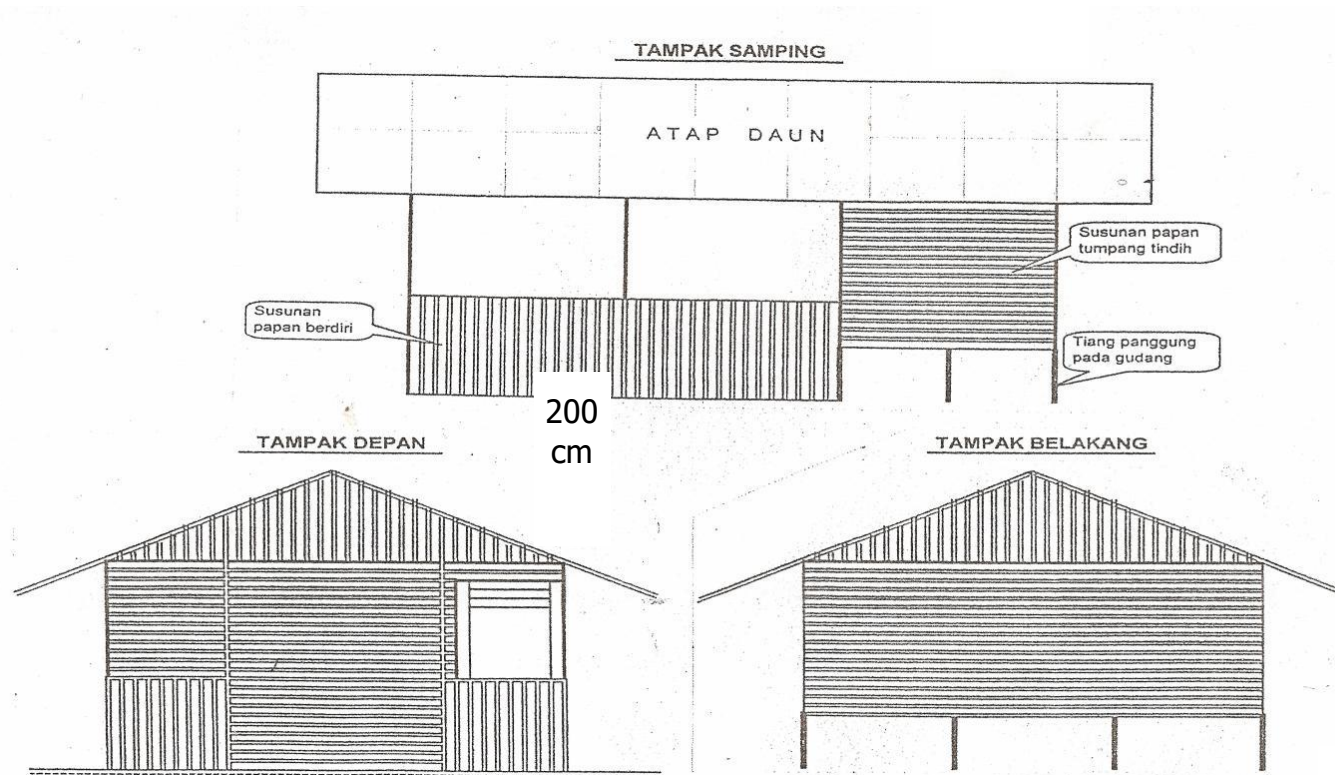 TAMPAK SAMPING
ATAP DAUN
Susunan papan
tumpang tindih
Susunan
papan berdiri
Tiang panggung
pada gudang
200
cm
TAMPAK DEPAN
TAMPAK BELAKANG